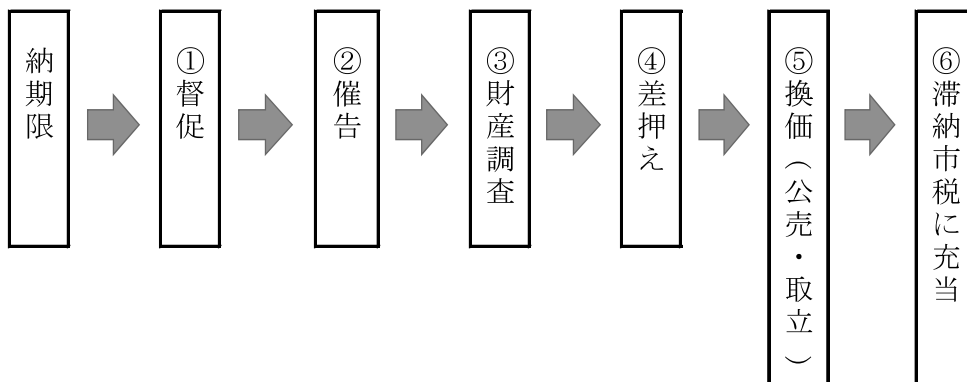 納期限
①督促
②催告
③財産調査
④差押え
⑤換価（公売・取立）
⑥滞納市税に充当